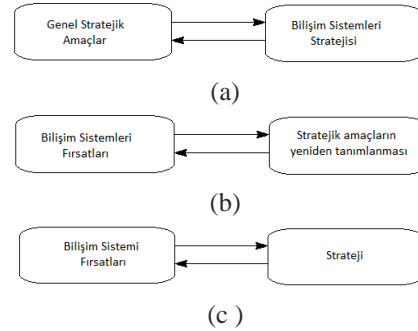 Genel Stratejik
Amaçlar
Bilişim Sistemleri
Stratejisi
(a)
Bilişim Sistemleri
Fırsatları
Stratejik amaçların
yeniden tanımlanması
(b)
Bilişim Sistemi
Fırsatları
Strateji
(c )